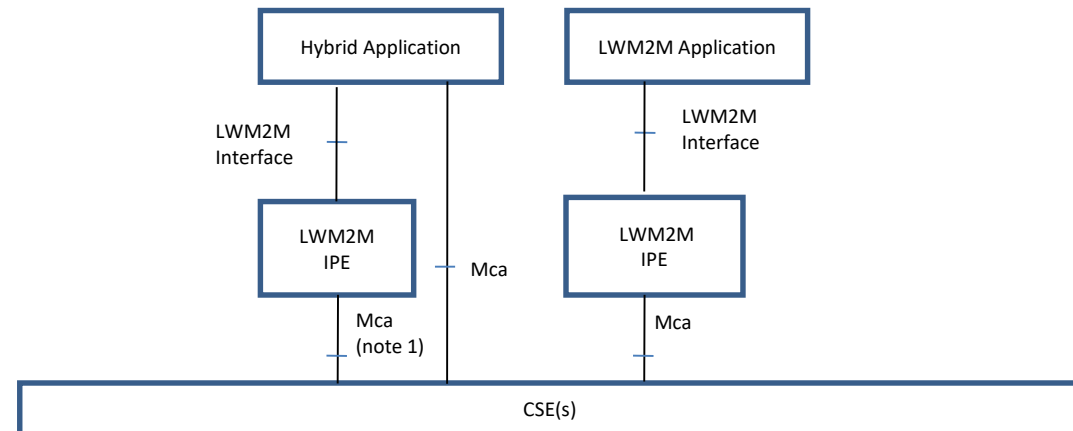 Hybrid Application
LWM2M Application
LWM2M
Interface
LWM2M
Interface
LWM2M
IPE
LWM2M
IPE
Mca
Mca
(note 1)
Mca
CSE(s)